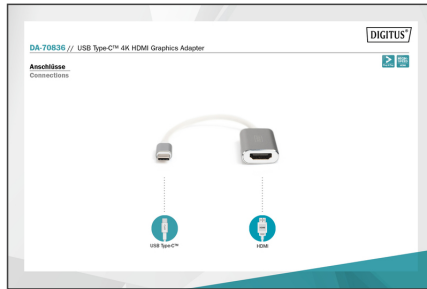 DIGITUS®
DA-70836 // USB Type-C™ 4K HDMI Graphics Adapter
Anschlüsse
Connections
USB Type-C™
HDMI